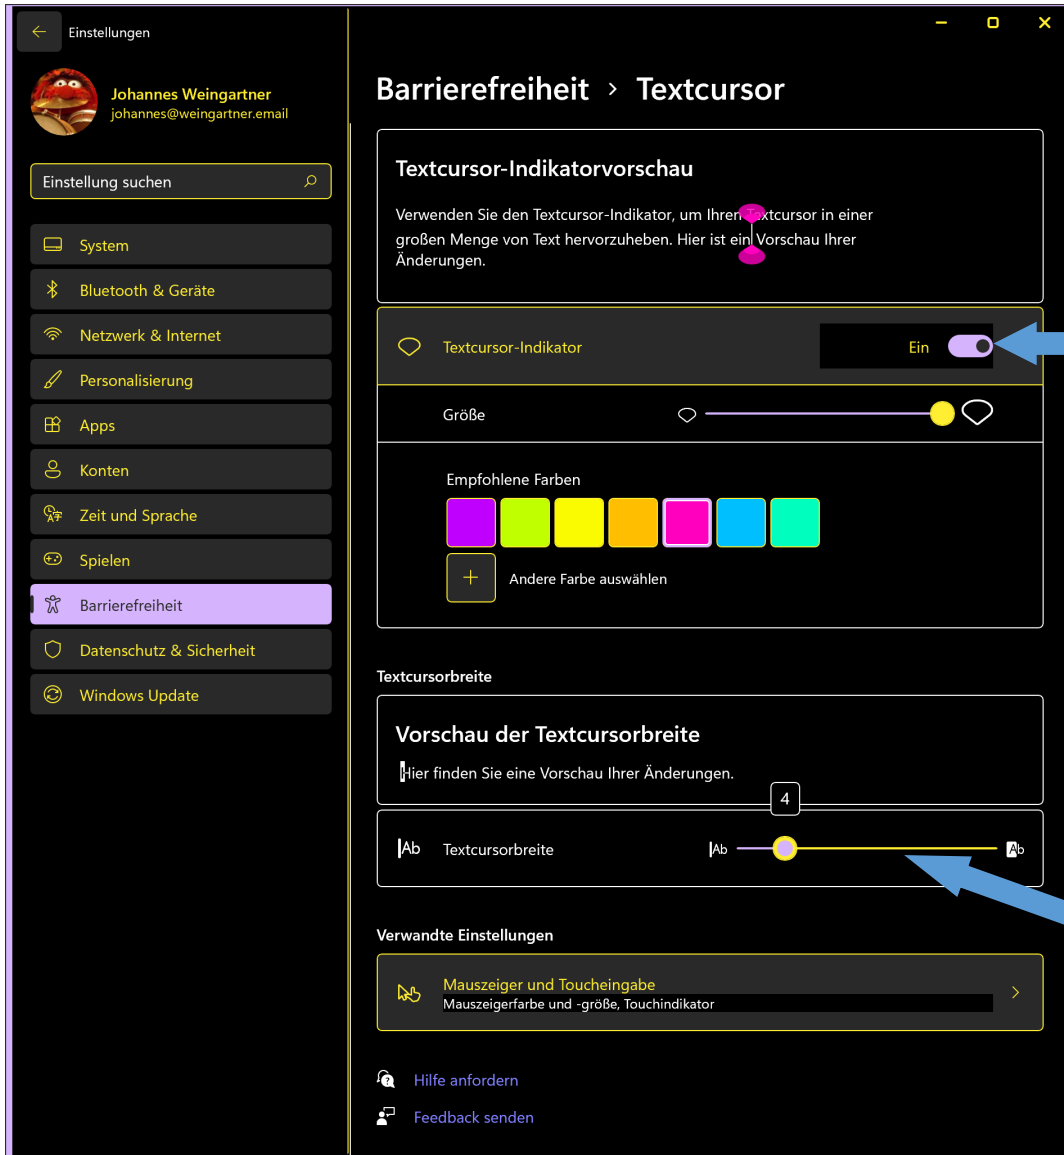 Einstellungen
Johannes Weingartner
johannes@weingartner.email
Einstellung suchen
System
Bluetooth & Geräte
Netzwerk & Internet
Personalisierung
Apps
Konten
Zeit und Sprache
Spielen
Barrierefreiheit
Datenschutz & Sicherheit
Windows Update
Barrierefreiheit > Textcursor
Textcursor-Indikatorvorschau
Verwenden Sie den Textcursor-Indikator, um Ihren Textcursor in einer
großen Menge von Text hervorzuheben. Hier ist ein Vorschau Ihrer
Änderungen.
Textcursor-Indikator
Ein
Größe
Empfohlene Farben
Andere Farbe auswählen
Textcursorbreite
Vorschau der Textcursorbreite
Hier finden Sie eine Vorschau Ihrer Änderungen.
4
Ab Textcursorbreite Ab Ab
Verwandte Einstellungen
Mauszeiger und Toucheingabe
Mauszeigerfarbe und -größe, Touchindikator
Hilfe anfordern
Feedback senden